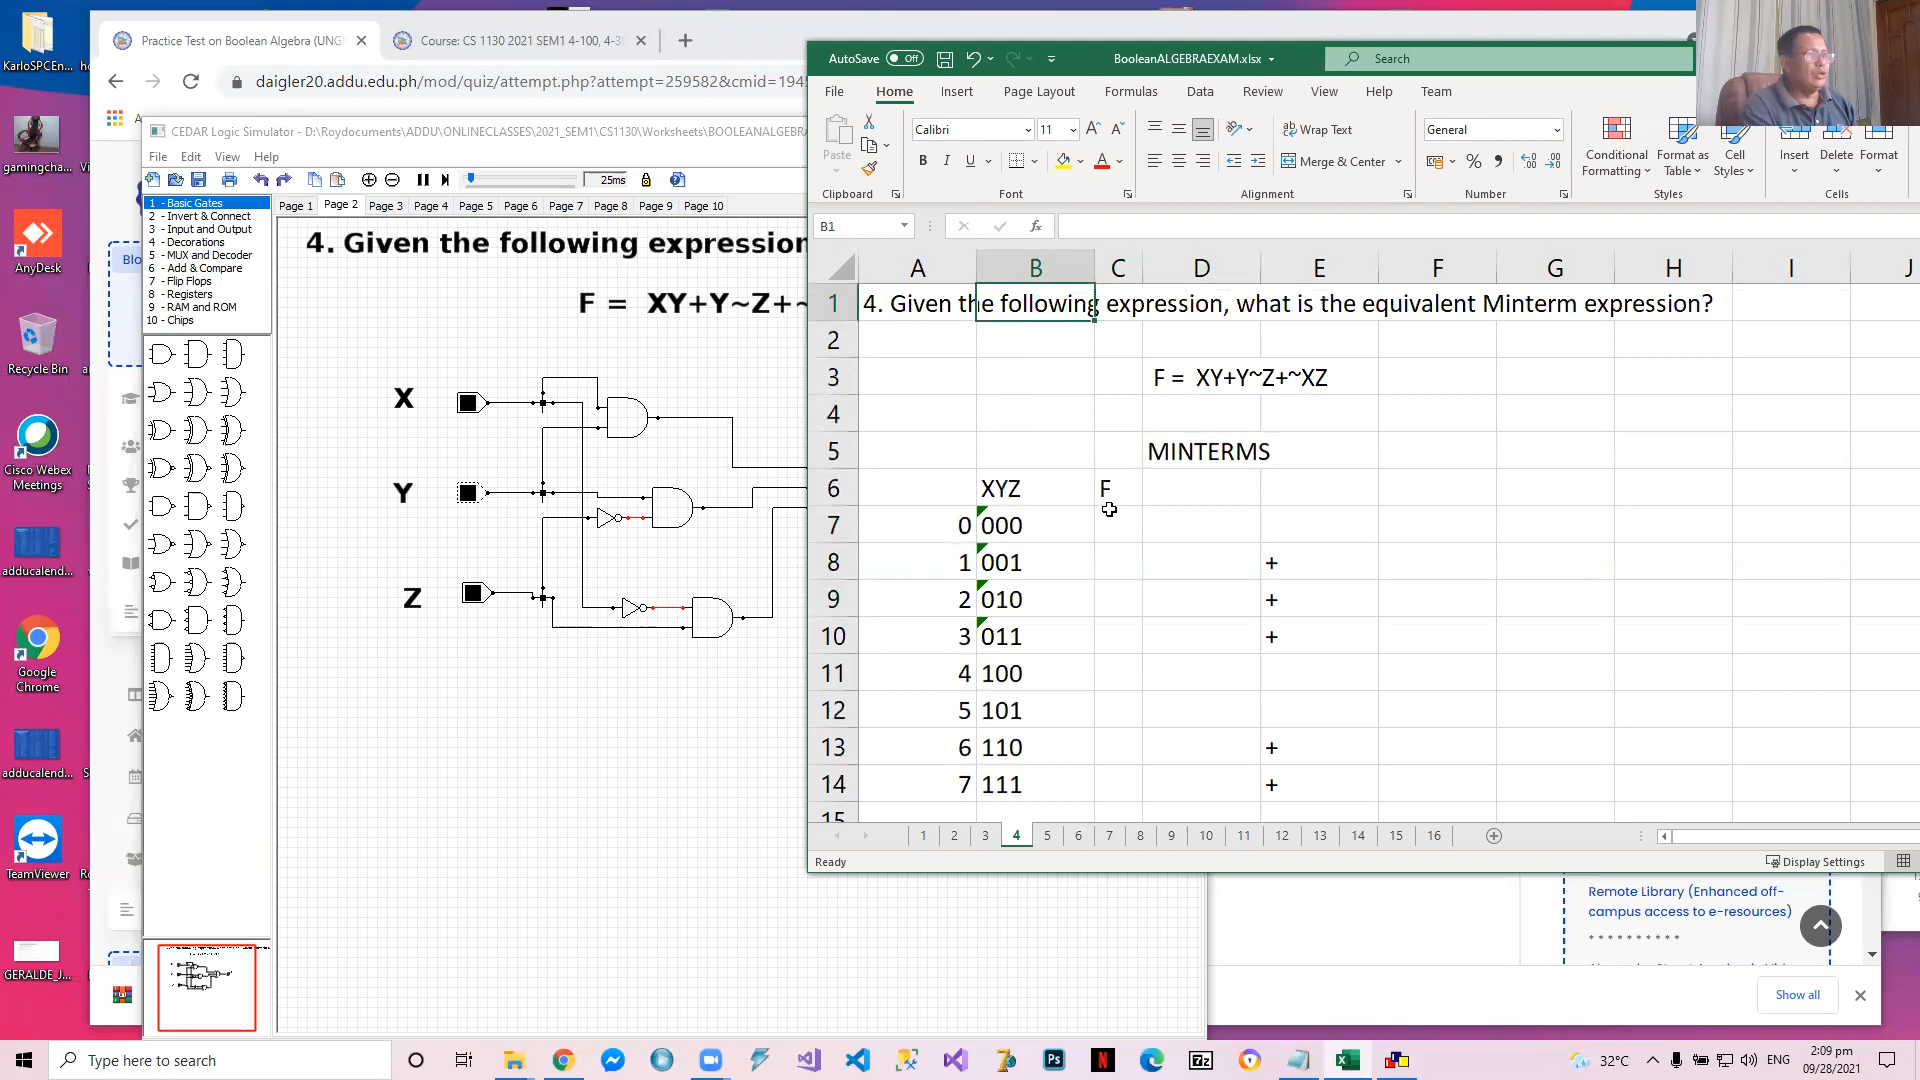 KarloSPCEn...
gamingcha...
AnyDesk
Recycle Bin
Cisco Webex
Meetings
adducalend...
Google
Chrome
adducalend...
TeamViewer
GERALDE_J...
Practice Test on Boolean Algebra (UNGR
Course: CS 1130 2021 SEM1 4-100, 4-3
daigler20.addu.edu.ph/mod/quiz/attempt.php?attempt=259582&cmid=194
CEDAR Logic Simulator - D:\Roydocuments\ADDU\ONLINECLASSES\2021_SEM1\CS1130\Worksheets\BOOLEANALGEBRA
File Edit View Help
25ms
Blo
1 - Basic Gates
2 - Invert & Connect
3 - Input and Output
4 - Decorations
5 - MUX and Decoder
6 - Add & Compare
7 - Flip Flops
8 - Registers
9 - RAM and ROM
10 - Chips
Page 1 Page 2 Page 3 Page 4 Page 5 Page 6 Page 7 Page 8 Page 9 Page 10
4. Given the following expression
F = XY+Y~Z+~
X
Y
Z
AutoSave Off
BooleanALGEBRAEXAM.xlsx
Search
File Home Insert Page Layout Formulas Data Review View Help Team
Paste
Calibri 11
B I U
Wrap Text
Merge & Center
General
Conditional Formatting
Format as Table
Cell Styles
Insert Delete Format
Clipboard Font Alignment Number Styles Cells
B1
fx
A B C D E F G H I J
1 4. Given the following expression, what is the equivalent Minterm expression?
2
3 F = XY+Y~Z+~XZ
4
5 MINTERMS
6 XYZ F
7 0 000
8 1 001 +
9 2 010 +
10 3 011 +
11 4 100
12 5 101
13 6 110 +
14 7 111 +
15
1 2 3 4 5 6 7 8 9 10 11 12 13 14 15 16
Ready
Display Settings
Remote Library (Enhanced off-
campus access to e-resources)
* * * * * * * * * *
Show all
Type here to search
32°C
ENG
2:09 pm
09/28/2021